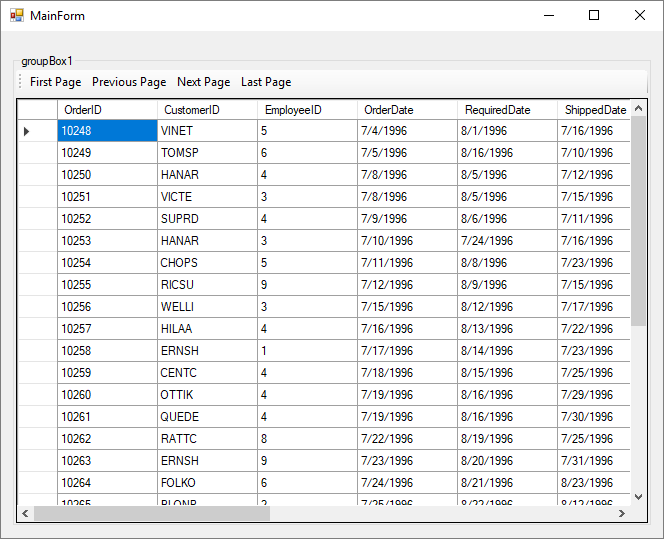 MainForm
groupBox1
First Page Previous Page Next Page Last Page
OrderID CustomerID EmployeeID OrderDate RequiredDate ShippedDate
10248 VINET 5 7/4/1996 8/1/1996 7/16/1996
10249 TOMSP 6 7/5/1996 8/16/1996 7/10/1996
10250 HANAR 4 7/8/1996 8/5/1996 7/12/1996
10251 VICTE 3 7/8/1996 8/5/1996 7/15/1996
10252 SUPRD 4 7/9/1996 8/6/1996 7/11/1996
10253 HANAR 3 7/10/1996 7/24/1996 7/16/1996
10254 CHOPS 5 7/11/1996 8/8/1996 7/23/1996
10255 RICSU 9 7/12/1996 8/9/1996 7/15/1996
10256 WELLI 3 7/15/1996 8/12/1996 7/17/1996
10257 HILAA 4 7/16/1996 8/13/1996 7/22/1996
10258 ERNSH 1 7/17/1996 8/14/1996 7/23/1996
10259 CENTC 4 7/18/1996 8/15/1996 7/25/1996
10260 OTTIK 4 7/19/1996 8/16/1996 7/29/1996
10261 QUEDE 4 7/19/1996 8/16/1996 7/30/1996
10262 RATTC 8 7/22/1996 8/19/1996 7/25/1996
10263 ERNSH 9 7/23/1996 8/20/1996 7/31/1996
10264 FOLKO 6 7/24/1996 8/21/1996 8/23/1996
10265 BLONP 2 7/25/1996 8/22/1996 8/12/1996